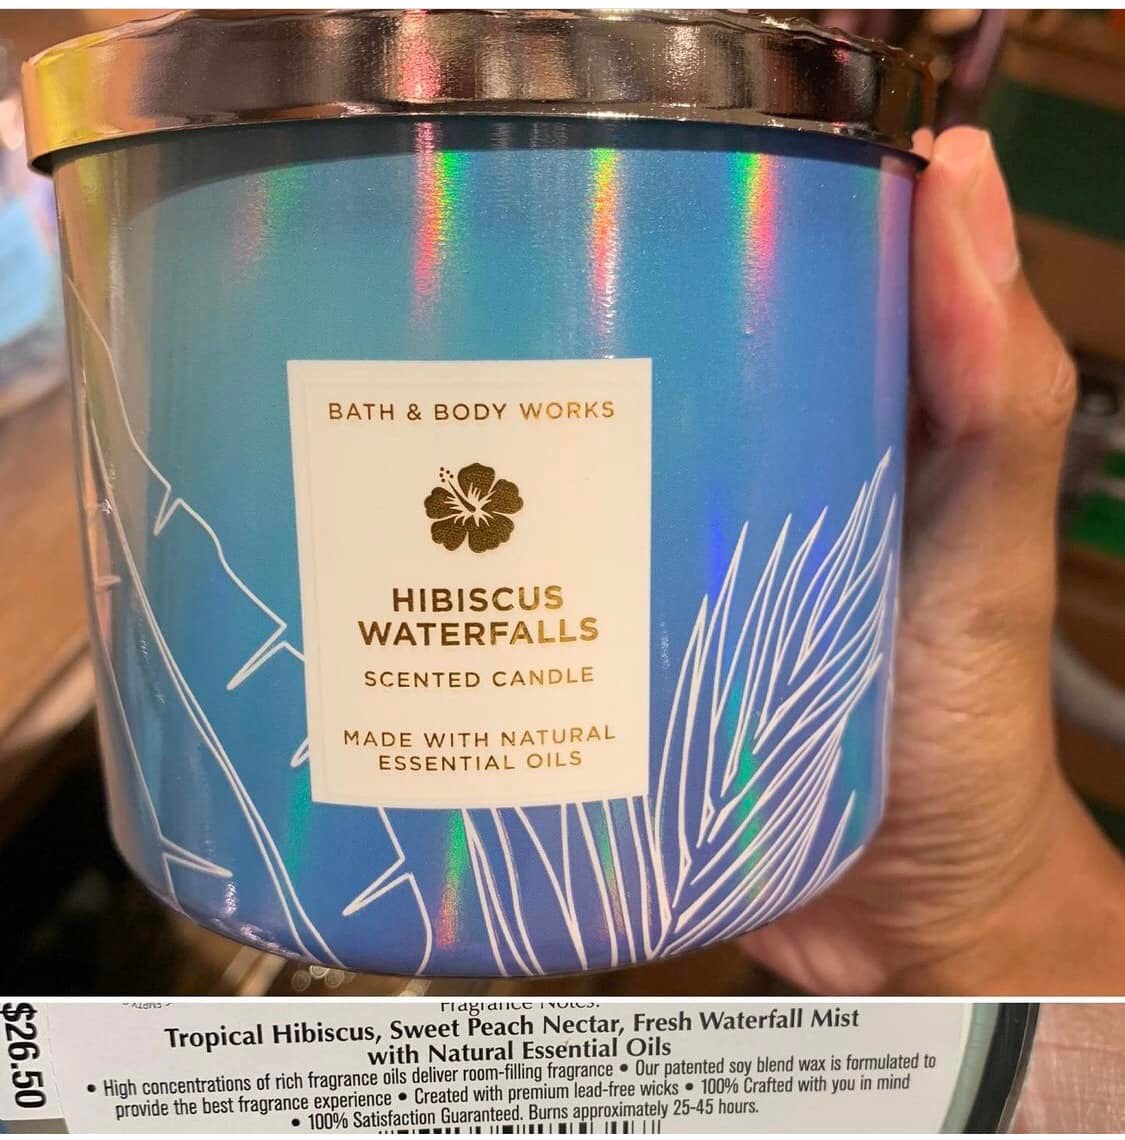 BATH & BODY WORKS
HIBISCUS
WATERFALLS
SCENTED CANDLE
MADE WITH NATURAL
ESSENTIAL OILS
$26.50
Fragrance Notes:
Tropical Hibiscus, Sweet Peach Nectar, Fresh Waterfall Mist
with Natural Essential Oils
• High concentrations of rich fragrance oils deliver room-filling fragrance • Our patented soy blend wax is formulated to
provide the best fragrance experience • Created with premium lead-free wicks • 100% Crafted with you in mind
• 100% Satisfaction Guaranteed. Burns approximately 25-45 hours.